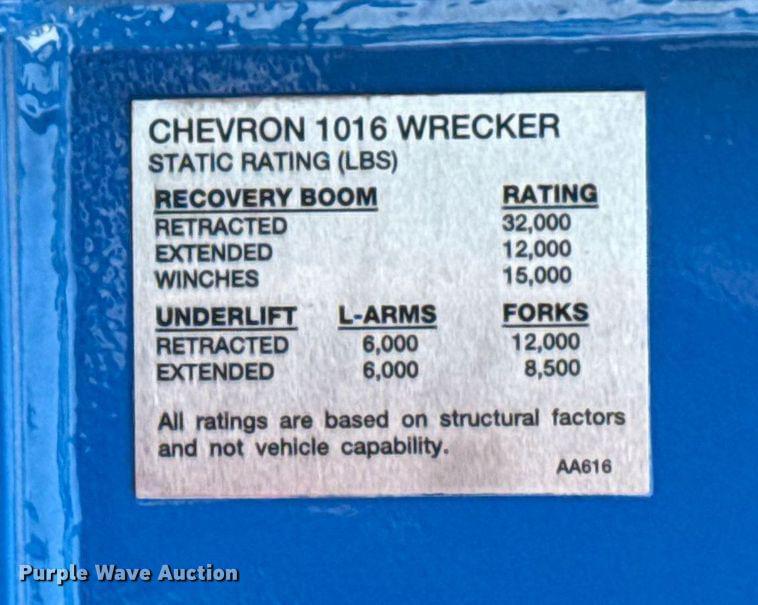 CHEVRON 1016 WRECKER
STATIC RATING (LBS)
RECOVERY BOOM RATING
RETRACTED 32,000
EXTENDED 12,000
WINCHES 15,000
UNDERLIFT L-ARMS FORKS
RETRACTED 6,000 12,000
EXTENDED 6,000 8,500
All ratings are based on structural factors
and not vehicle capability.
AA616
Purple Wave Auction